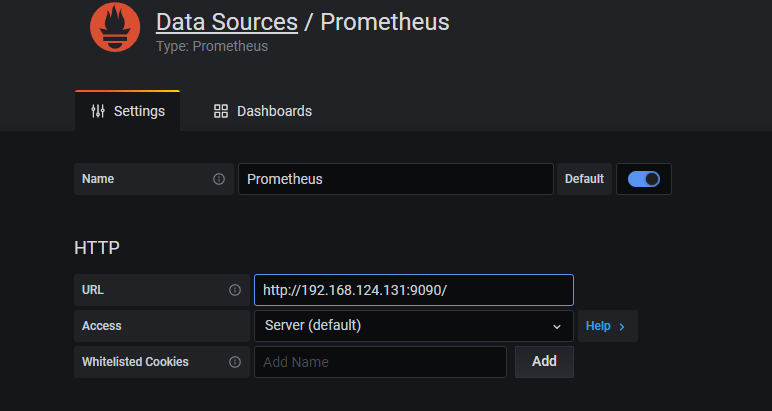 Data Sources / Prometheus
Type: Prometheus
Settings Dashboards
Name Prometheus Default
HTTP
URL http://192.168.124.131:9090/
Access Server (default) Help >
Whitelisted Cookies Add Name Add